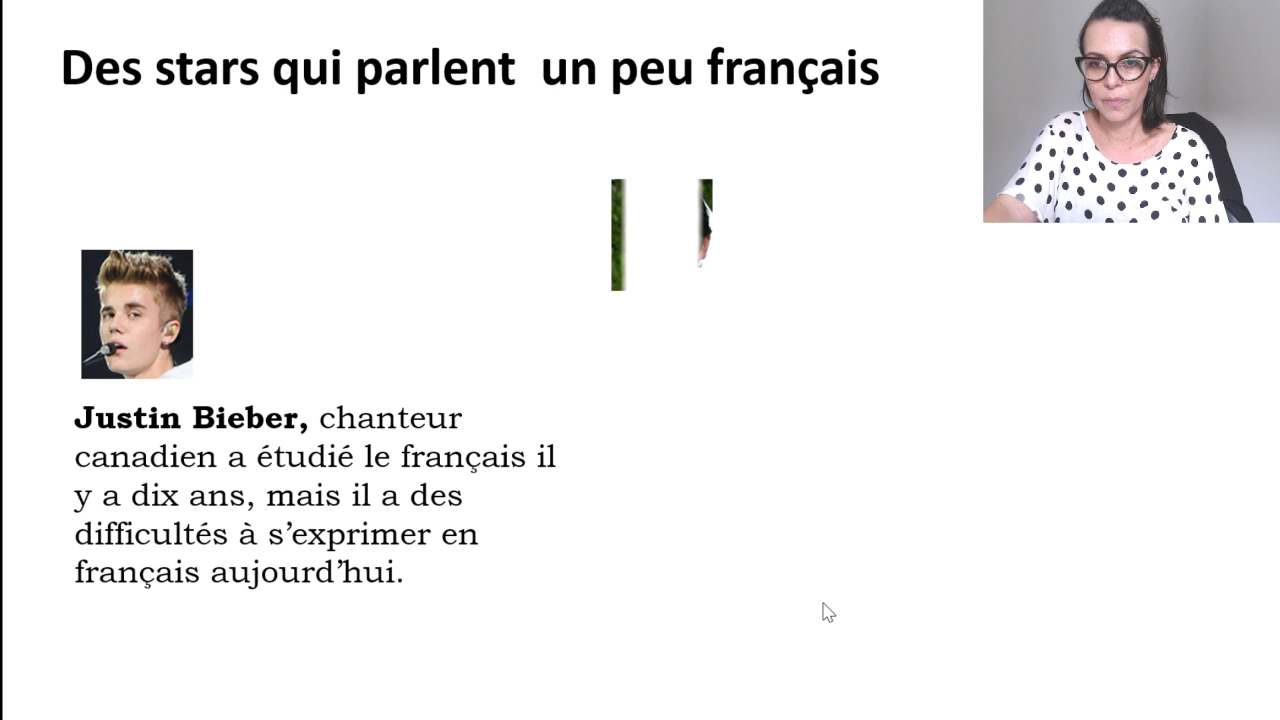 Des stars qui parlent  un peu français
Justin Bieber, chanteur
canadien a étudié le français il
y a dix ans, mais il a des
difficultés à s’exprimer en
français aujourd’hui.